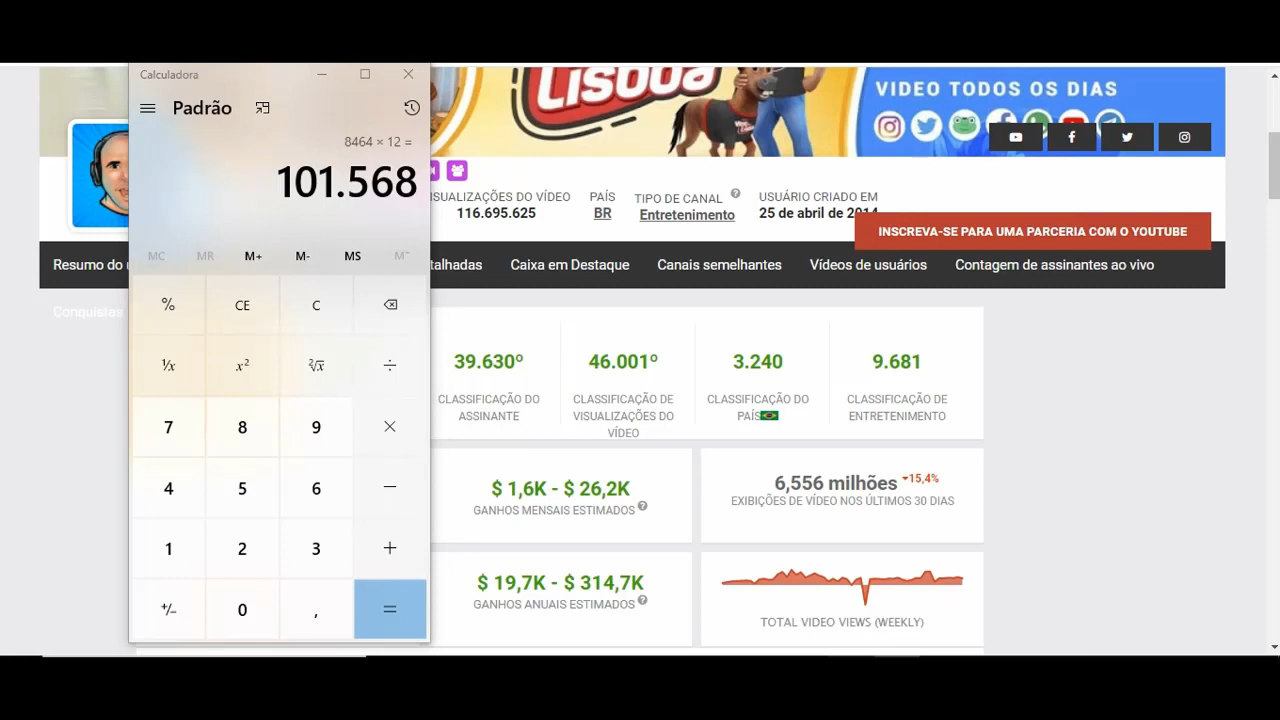 Calculadora
Padrão
8464 × 12 =
101.568
MC MR M+ M- MS M˅
% CE C
¹/x x² ²√x ÷
7 8 9 ×
4 5 6 −
1 2 3 +
+/− 0 , =
LISBOA
VIDEO TODOS OS DIAS
116.695.625
PAÍS
BR
TIPO DE CANAL ?
Entretenimento
USUÁRIO CRIADO EM
25 de abril de 2014
INSCREVA-SE PARA UMA PARCERIA COM O YOUTUBE
Resumo do
Caixa em Destaque
Canais semelhantes
Vídeos de usuários
Contagem de assinantes ao vivo
Conquistas
39.630º
CLASSIFICAÇÃO DO
ASSINANTE
46.001º
CLASSIFICAÇÃO DE
VISUALIZAÇÕES DO
VÍDEO
3.240
CLASSIFICAÇÃO DO
PAÍS
9.681
CLASSIFICAÇÃO DE
ENTRETENIMENTO
$ 1,6K - $ 26,2K
GANHOS MENSAIS ESTIMADOS ?
6,556 milhões 15,4%
EXIBIÇÕES DE VÍDEO NOS ÚLTIMOS 30 DIAS
$ 19,7K - $ 314,7K
GANHOS ANUAIS ESTIMADOS ?
TOTAL VIDEO VIEWS (WEEKLY)